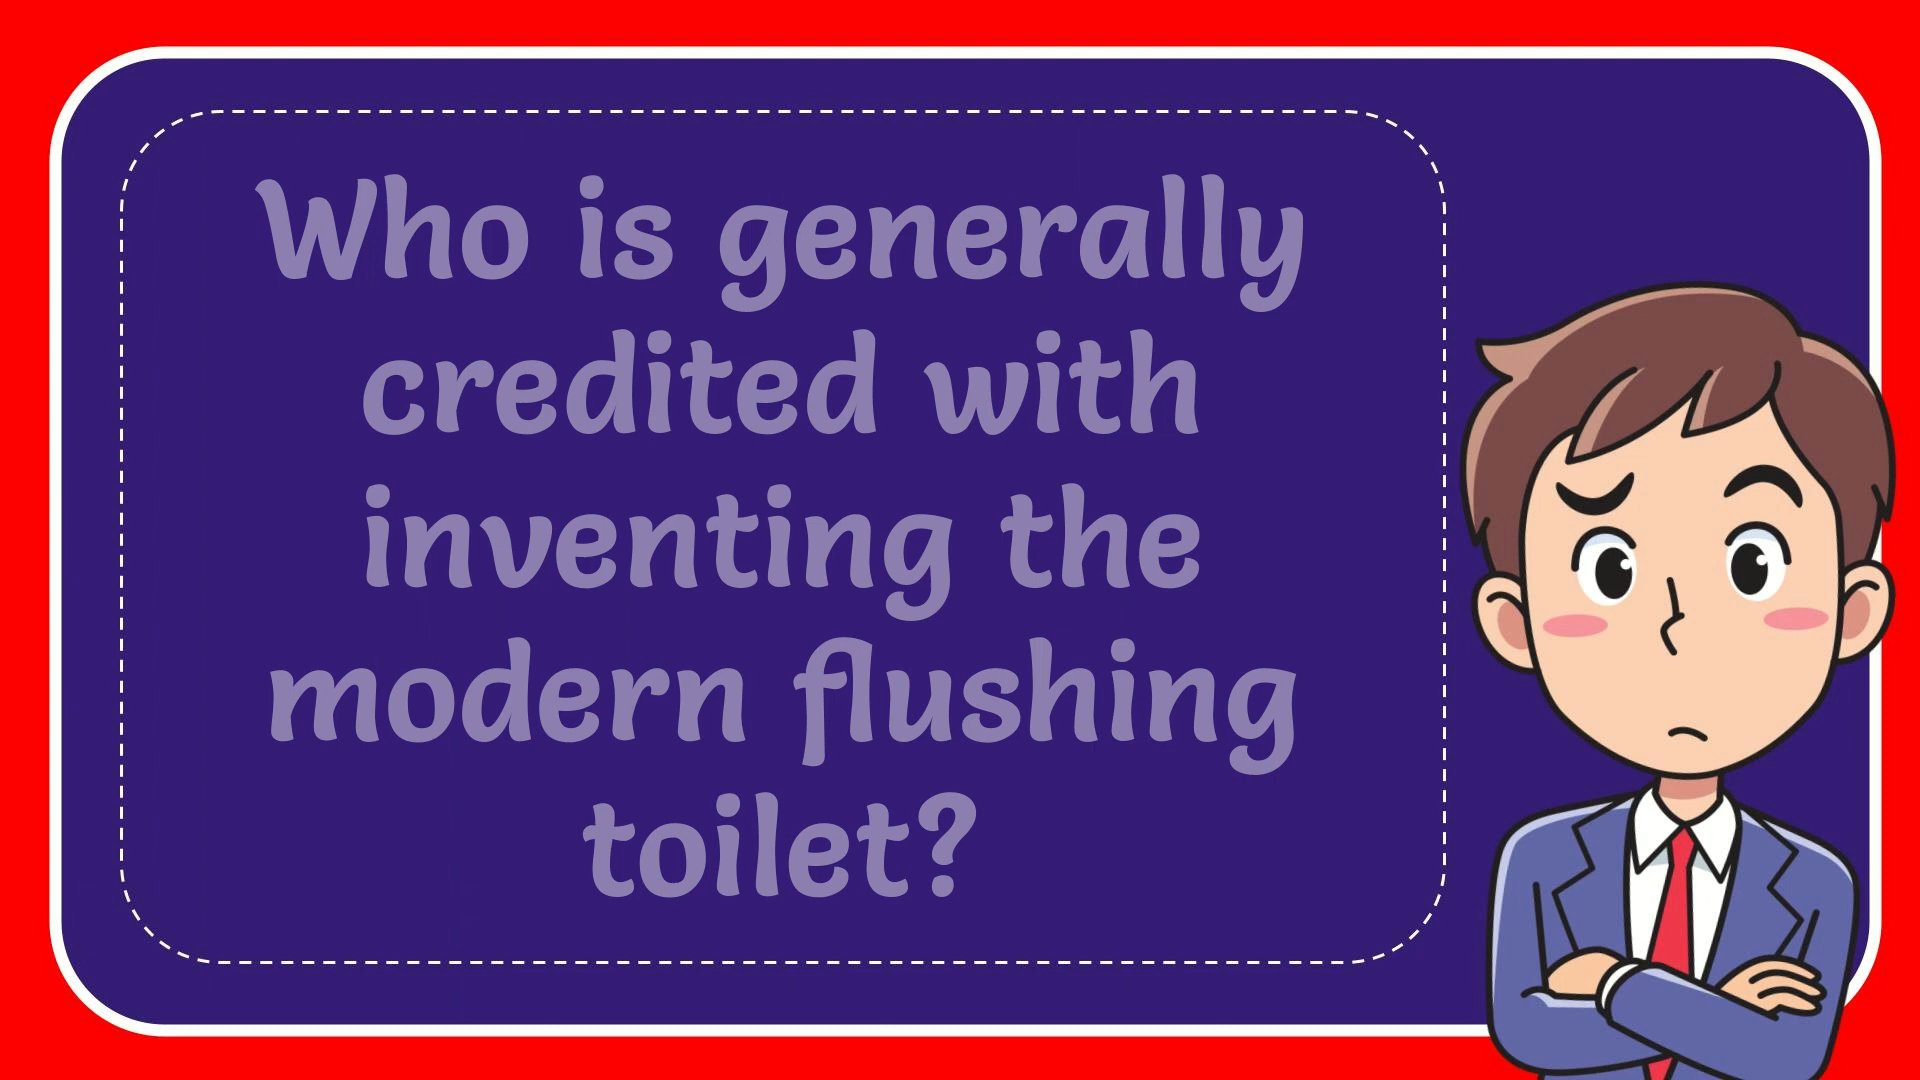 Who is generally
credited with
inventing the
modern flushing
toilet?